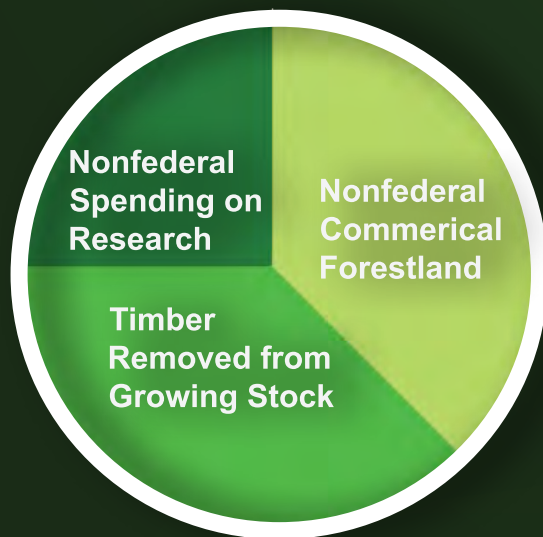 Nonfederal
Spending on
Research
Nonfederal
Commerical
Forestland
Timber
Removed from
Growing Stock